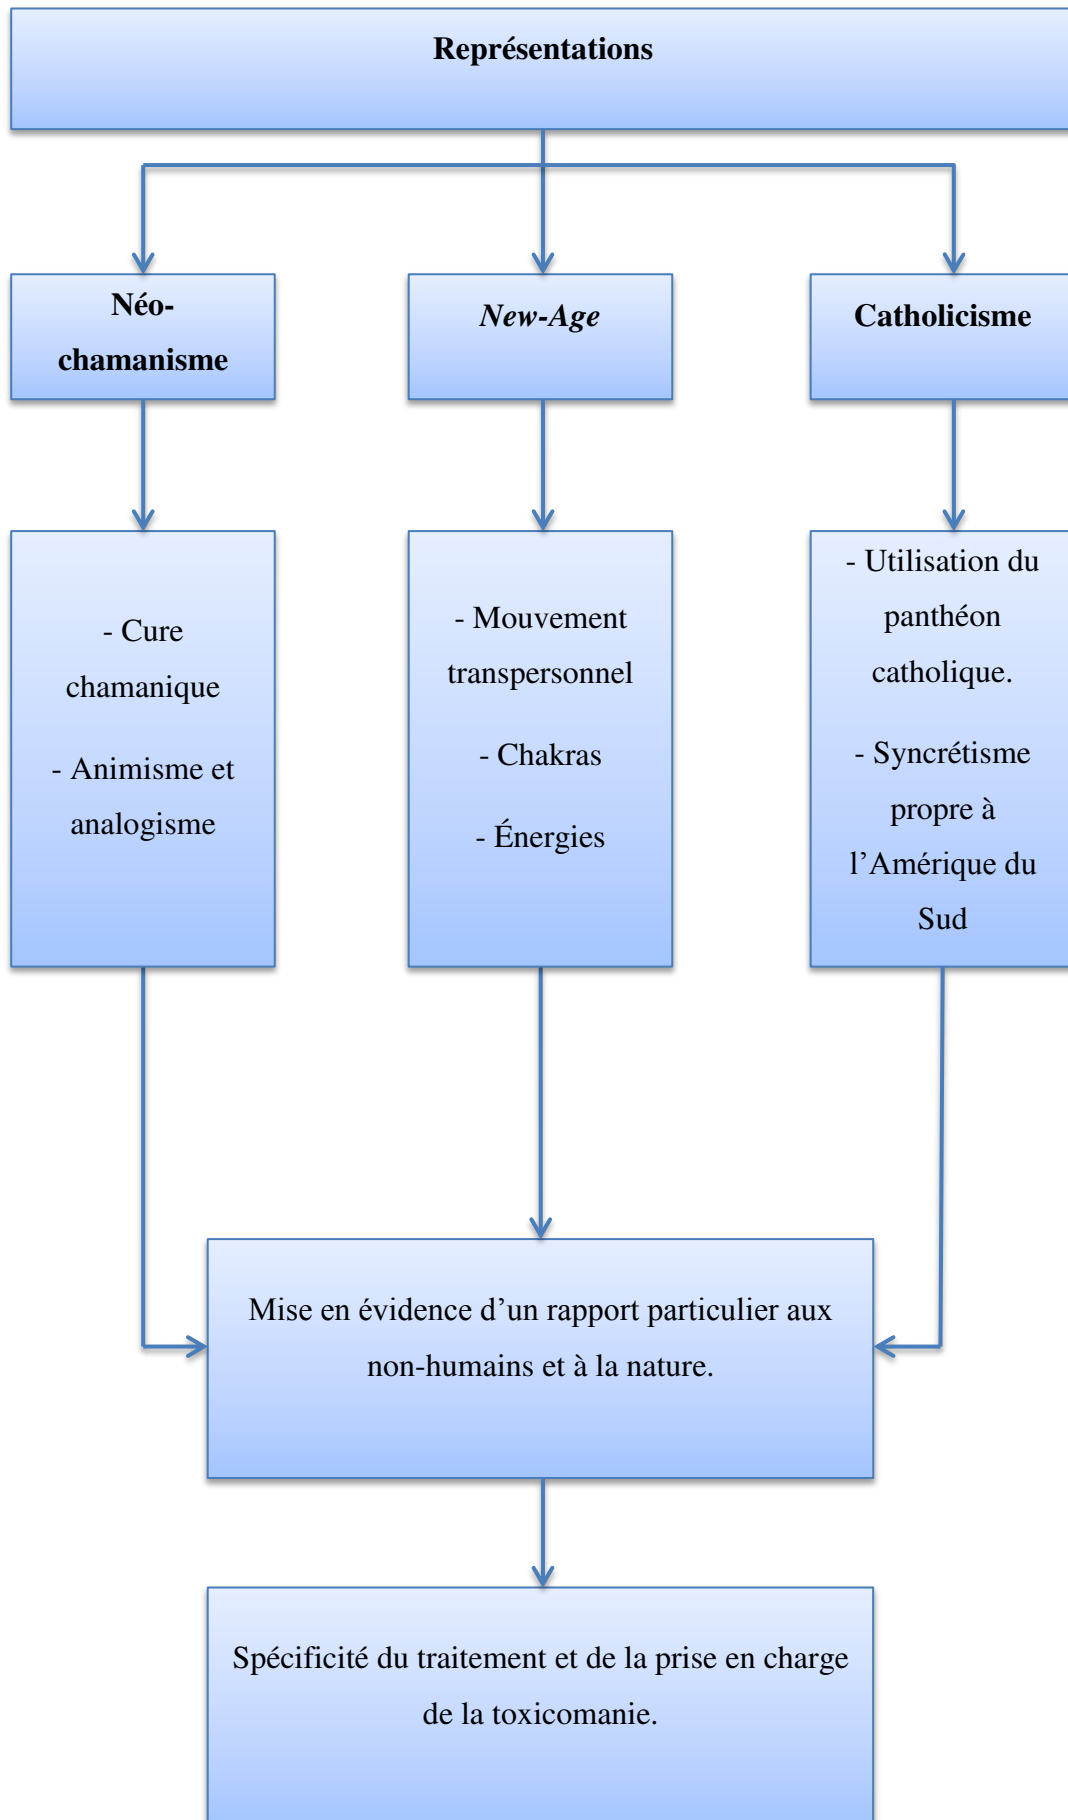 Représentations
Néo-
chamanisme
New-Age
Catholicisme
- Cure
chamanique
- Animisme et
analogisme
- Mouvement
transpersonnel
- Chakras
- Énergies
- Utilisation du
panthéon
catholique.
- Syncrétisme
propre à
l’Amérique du
Sud
Mise en évidence d’un rapport particulier aux
non-humains et à la nature.
Spécificité du traitement et de la prise en charge
de la toxicomanie.